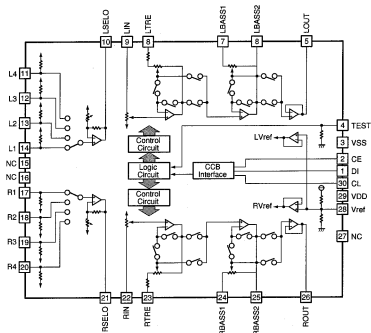 LSELO
LIN
LTRE
LBASS1
LBASS2
LOUT
10
9
8
7
6
5
L4 11
L3 12
L2 13
L1 14
NC 15
NC 16
R1 17
R2 18
R3 19
R4 20
Control
Circuit
Logic
Circuit
Control
Circuit
CCB
Interface
LVref
RVref
4 TEST
3 VSS
2 CE
1 DI
30 CL
29 VDD
28 Vref
27 NC
21
22
23
24
25
26
RSELO
RIN
RTRE
RBASS1
RBASS2
ROUT